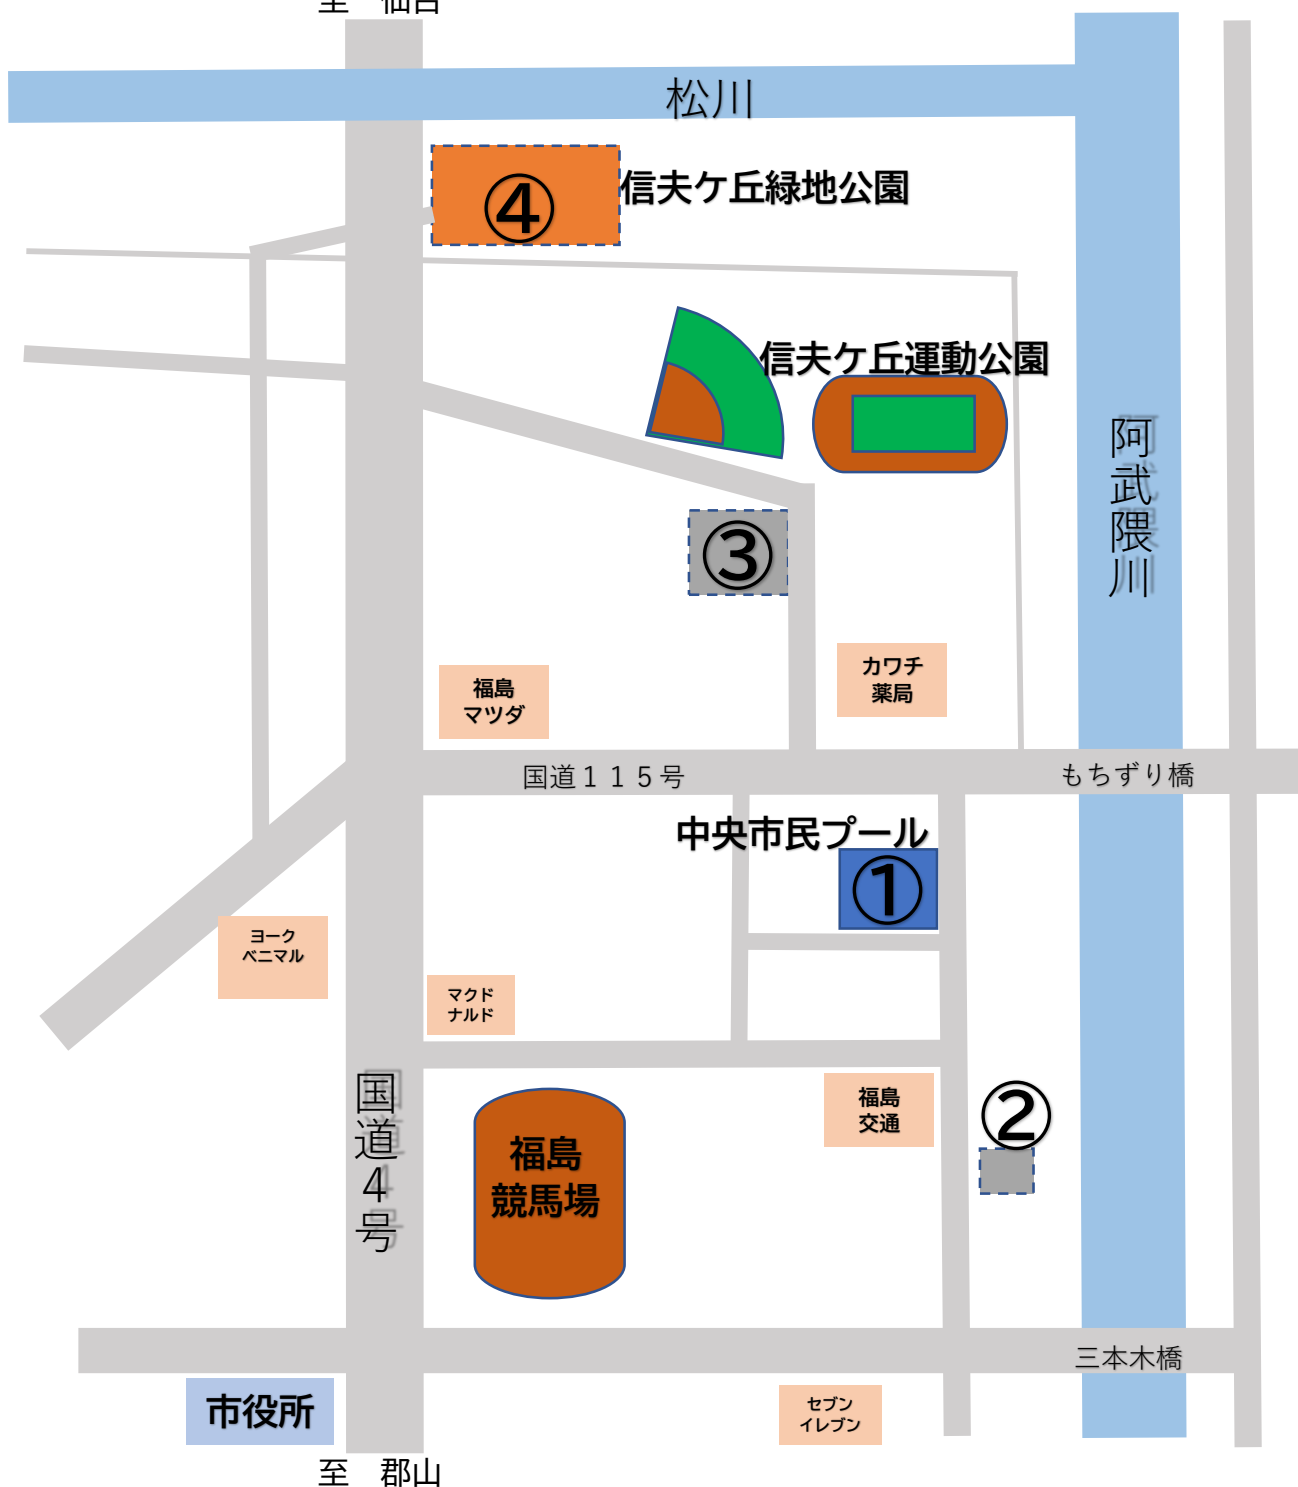 至　仙台
松川
④
信夫ケ丘緑地公園
信夫ケ丘運動公園
阿武隈川
③
カワチ
薬局
福島
マツダ
国道１１５号
もちずり橋
中央市民プール
①
ヨーク
ベニマル
マクド
ナルド
国道4号
福島
交通
②
福島
競馬場
三本木橋
市役所
セブン
イレブン
至　郡山